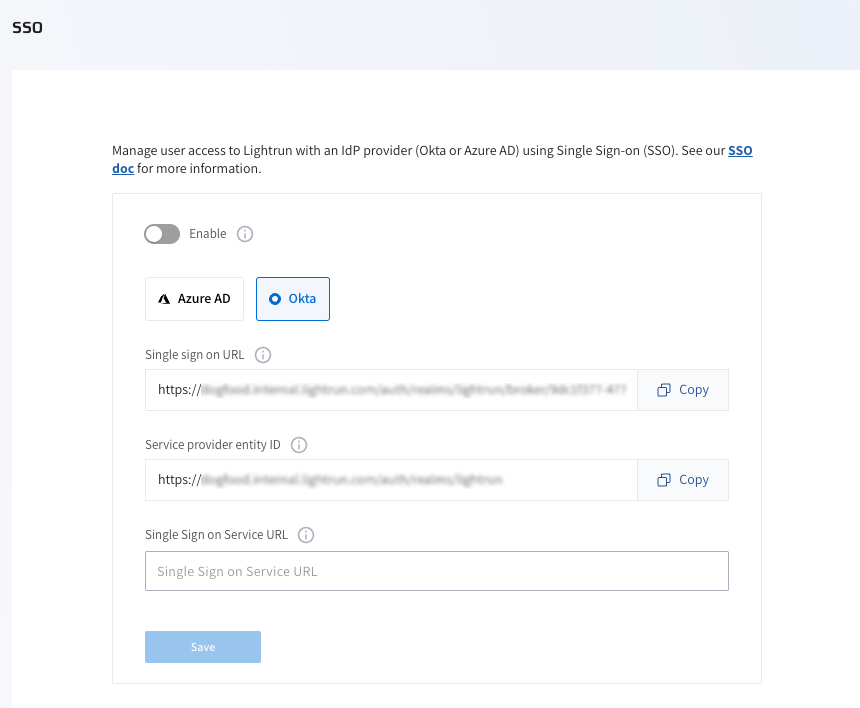 SSO
Manage user access to Lightrun with an IdP provider (Okta or Azure AD) using Single Sign-on (SSO). See our SSO
doc for more information.
Enable
Azure AD Okta
Single sign on URL
https:// Copy
Service provider entity ID
https:// Copy
Single Sign on Service URL
Single Sign on Service URL
Save